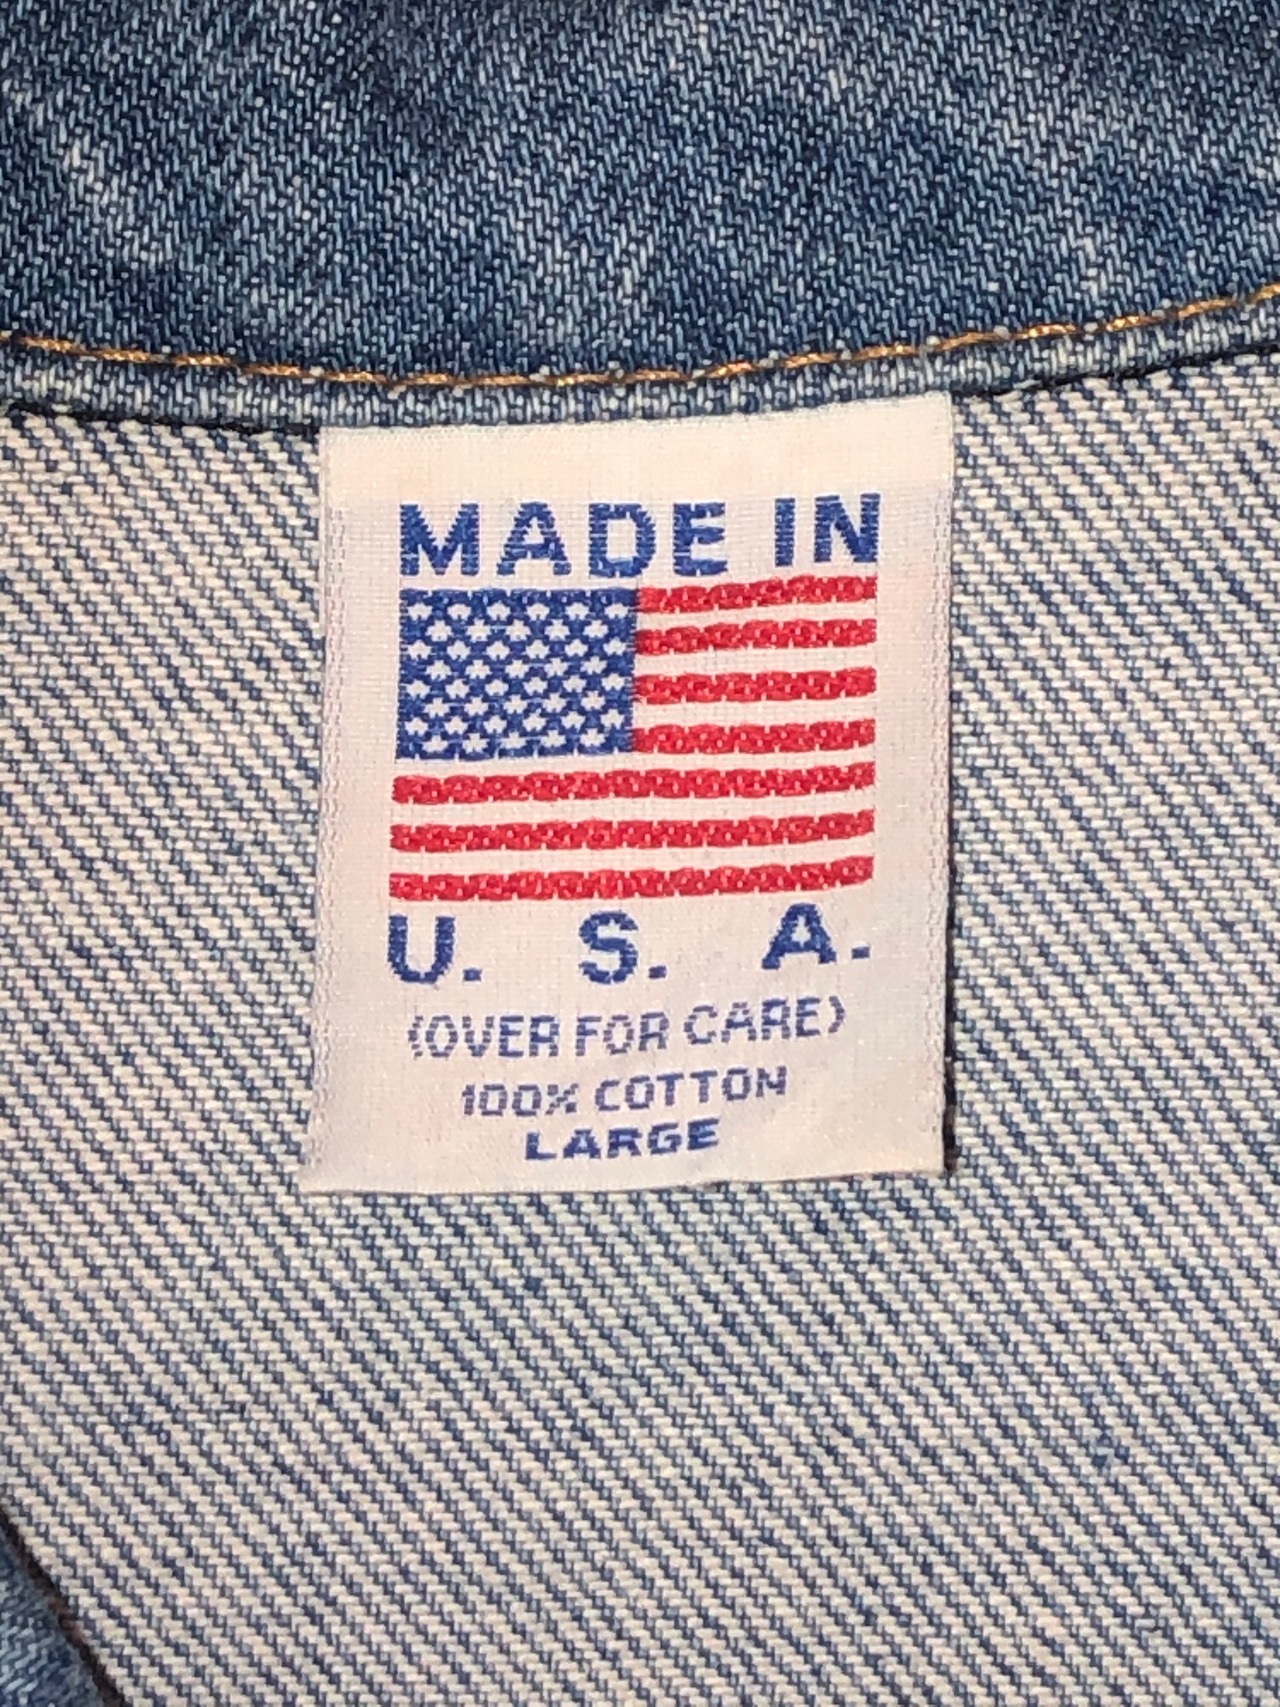 MADE IN
U. S. A.
(OVER FOR CARE)
100% COTTON
LARGE